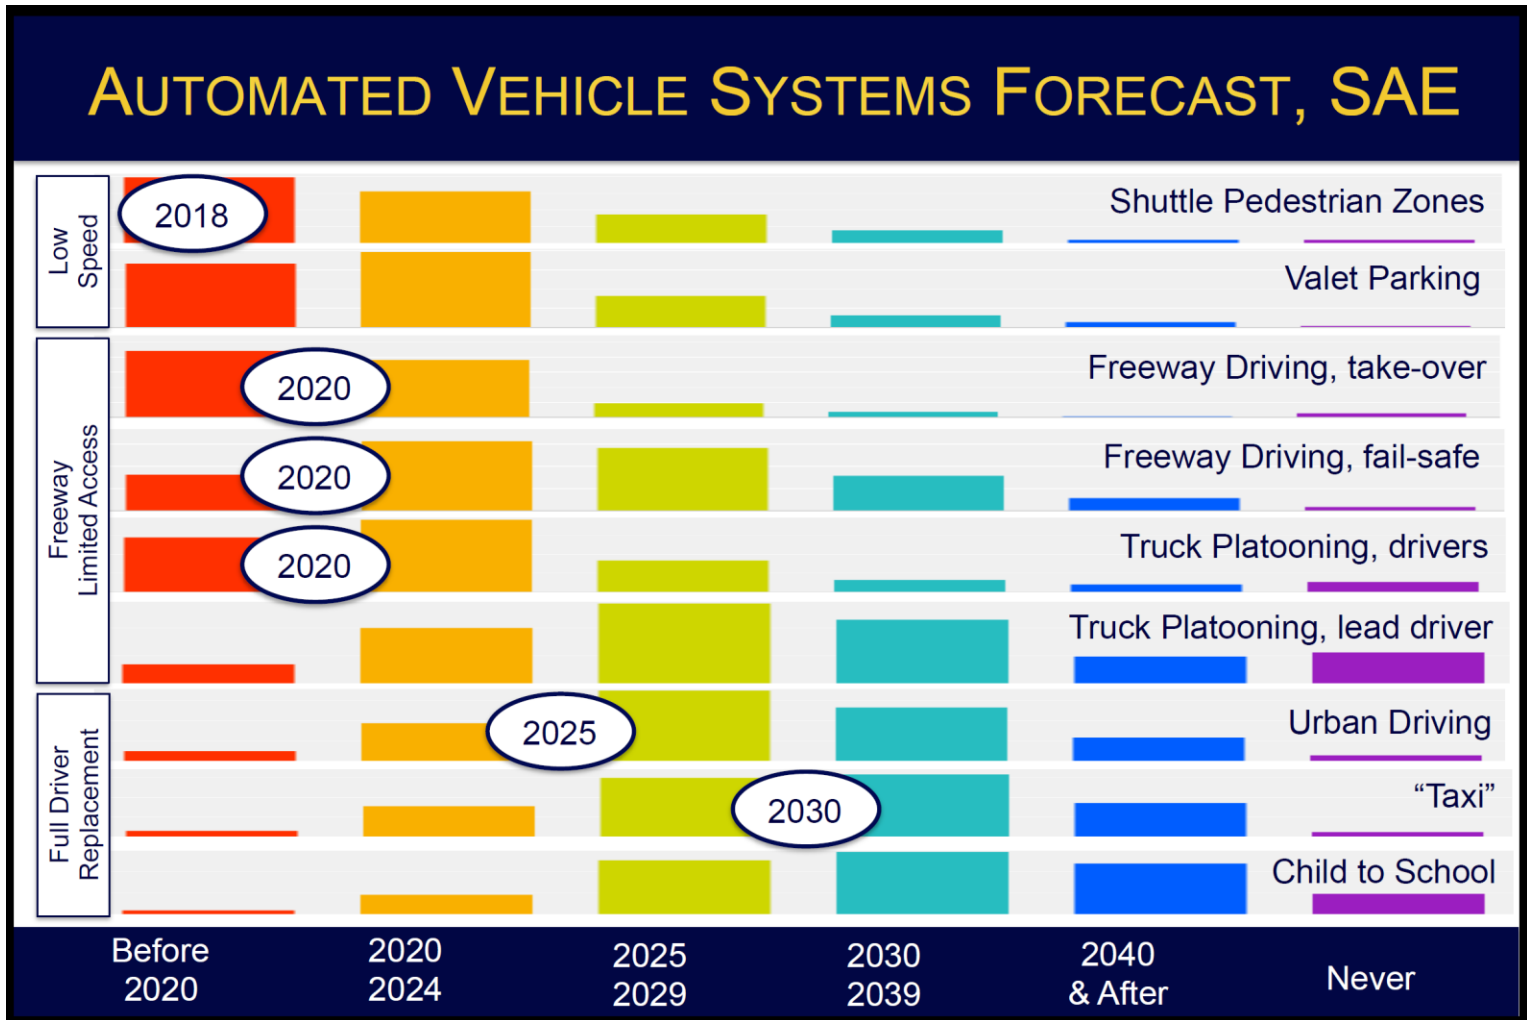 AUTOMATED VEHICLE SYSTEMS FORECAST, SAE
Low
Speed
2018
Shuttle Pedestrian Zones
Valet Parking
Freeway
Limited Access
2020
Freeway Driving, take-over
2020
Freeway Driving, fail-safe
2020
Truck Platooning, drivers
Truck Platooning, lead driver
Full Driver
Replacement
2025
Urban Driving
2030
“Taxi”
Child to School
Before
2020
2020
2024
2025
2029
2030
2039
2040
& After
Never